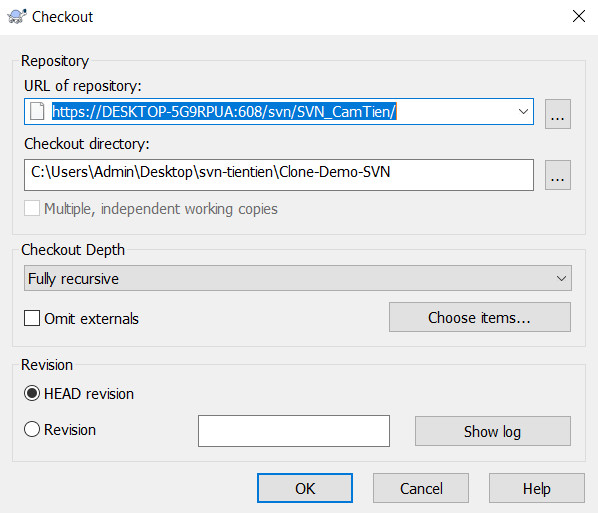 Checkout
Repository
URL of repository:
https://DESKTOP-5G9RPUA:608/svn/SVN_CamTien/
...
Checkout directory:
C:\Users\Admin\Desktop\svn-tientien\Clone-Demo-SVN
...
Multiple, independent working copies
Checkout Depth
Fully recursive
Omit externals
Choose items...
Revision
HEAD revision
Revision
Show log
OK
Cancel
Help